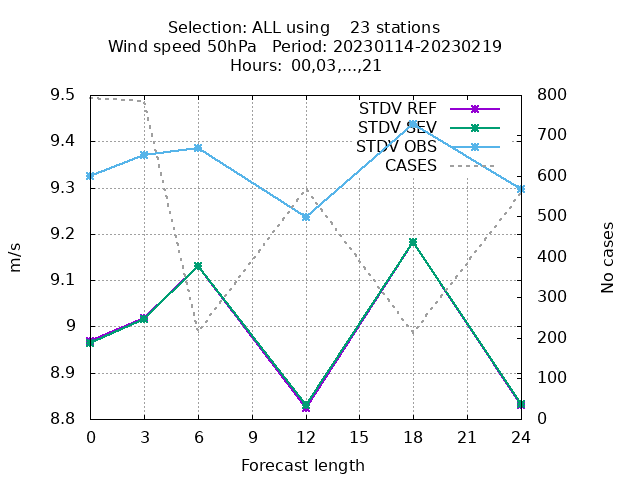 Selection: ALL using    23 stations
Wind speed 50hPa   Period: 20230114-20230219
Hours:  00,03,...,21
9.5
9.4
9.3
9.2
9.1
9
8.9
8.8
m/s
STDV REF
STDV SEV
STDV OBS
CASES
800
700
600
500
400
300
200
100
0
No cases
0 3 6 9 12 15 18 21 24
Forecast length